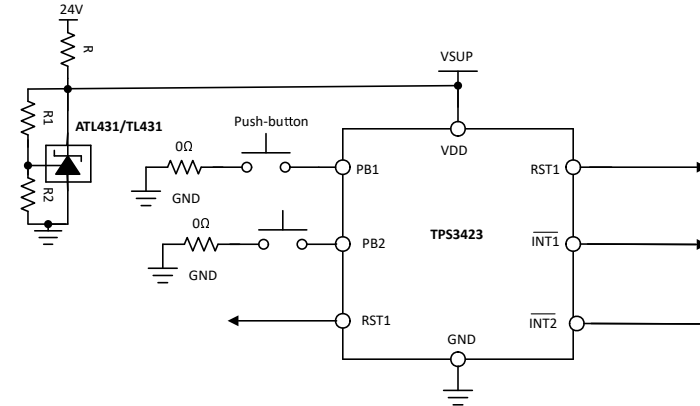 24V
R
VSUP
R1
ATL431/TL431
Push-button
0Ω
VDD
PB1
RST1
R2
GND
0Ω
TPS3423
PB2
INT1
GND
RST1
INT2
GND